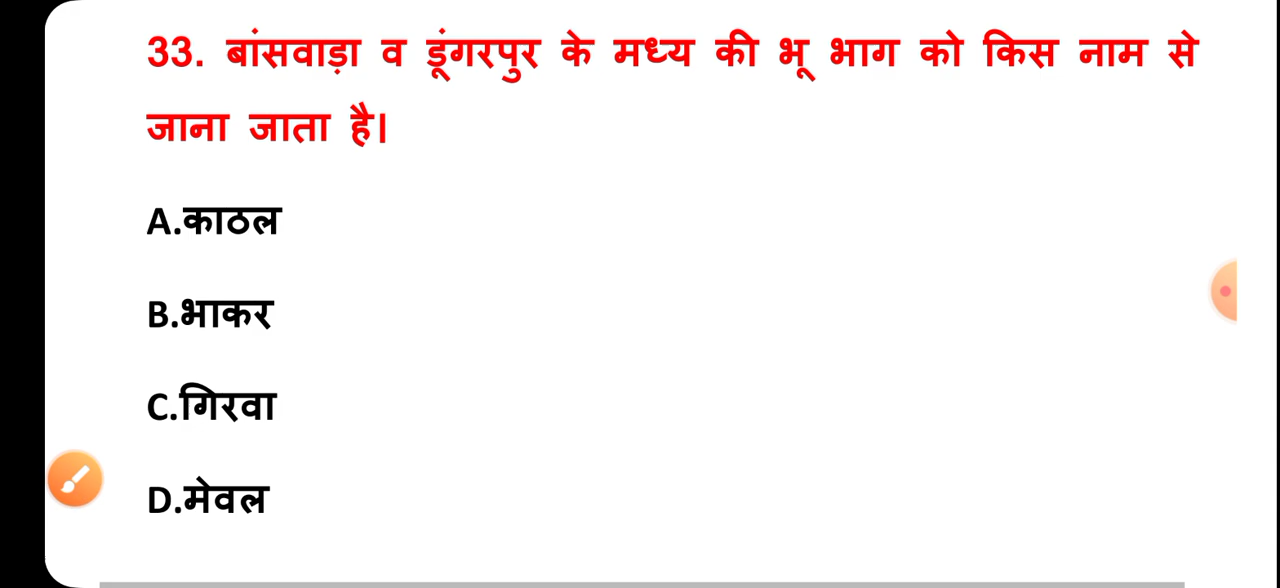 33. बांसवाड़ा व डूंगरपुर के मध्य की भू भाग को किस नाम से
जाना जाता है।
A.काठल
B.भाकर
C.गिरवा
D.मेवल